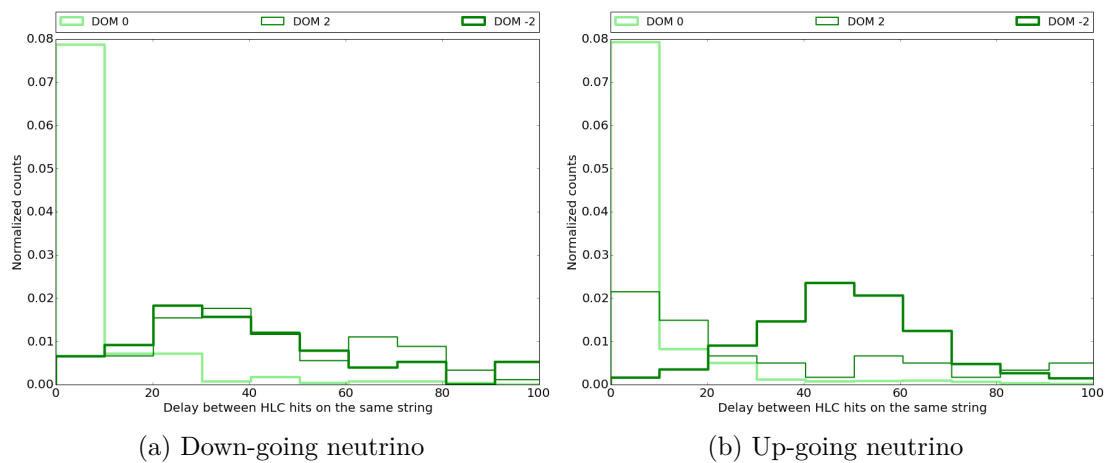 DOM 0 DOM 2 DOM -2
0.08
0.07
0.06
0.05
0.04
0.03
0.02
0.01
0.00
Normalized counts
0 20 40 60 80 100
Delay between HLC hits on the same string
(a) Down-going neutrino
DOM 0 DOM 2 DOM -2
0.08
0.07
0.06
0.05
0.04
0.03
0.02
0.01
0.00
Normalized counts
0 20 40 60 80 100
Delay between HLC hits on the same string
(b) Up-going neutrino